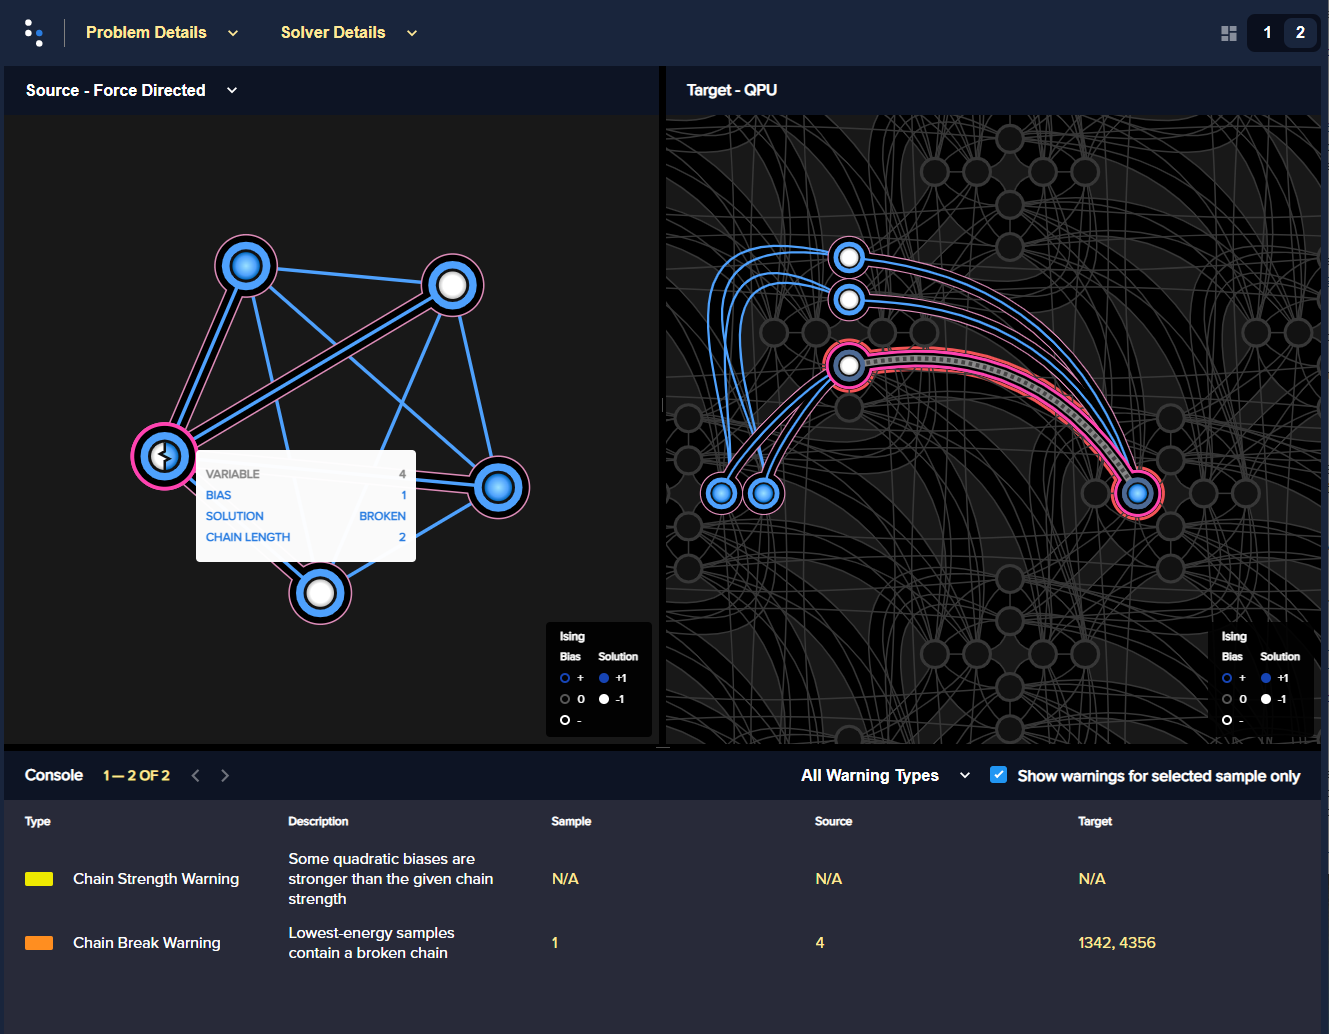 Problem Details
Solver Details
1 2
Source - Force Directed
Target - QPU
VARIABLE 4
BIAS 1
SOLUTION BROKEN
CHAIN LENGTH 2
Ising
Bias Solution
+ +1
0 -1
-
Ising
Bias Solution
+ +1
0 -1
-
Console 1 — 2 OF 2
All Warning Types
Show warnings for selected sample only
Type Description Sample Source Target
Chain Strength Warning
Some quadratic biases are
stronger than the given chain
strength
N/A N/A N/A
Chain Break Warning
Lowest-energy samples
contain a broken chain
1 4 1342, 4356